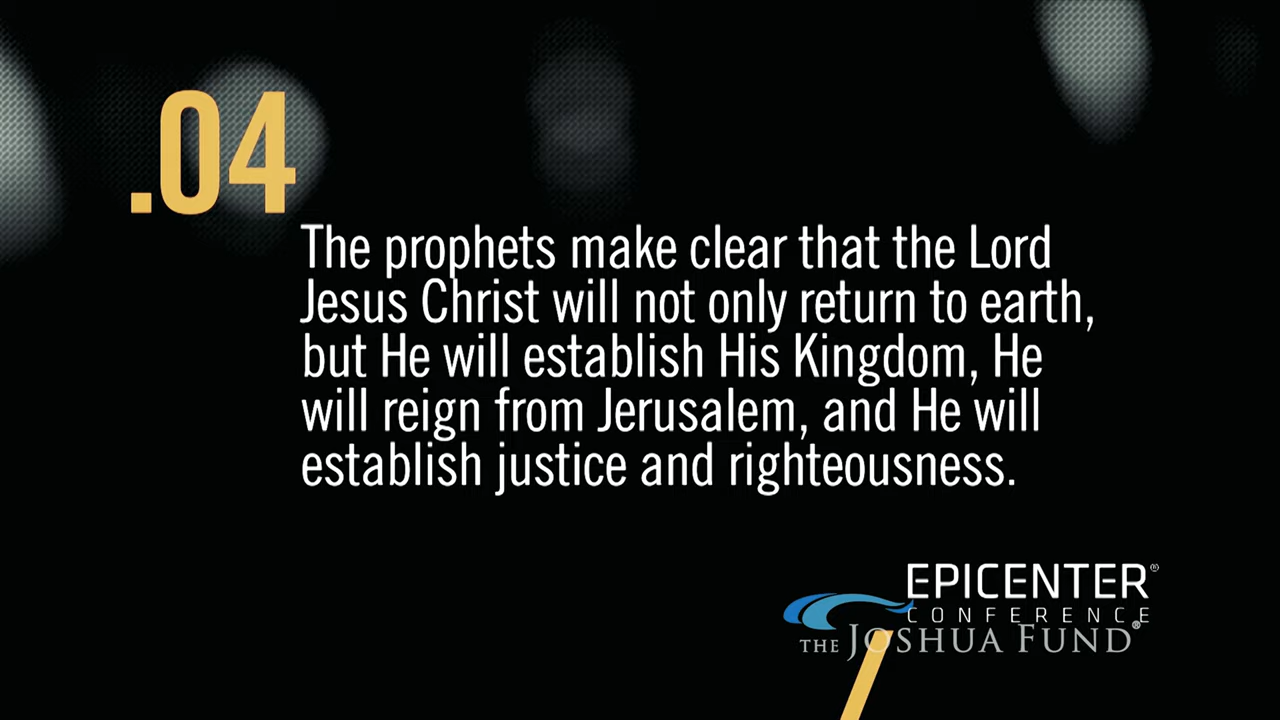 .04
The prophets make clear that the Lord
Jesus Christ will not only return to earth,
but He will establish His Kingdom, He
will reign from Jerusalem, and He will
establish justice and righteousness.
EPICENTER®
CONFERENCE
THE JOSHUA FUND®